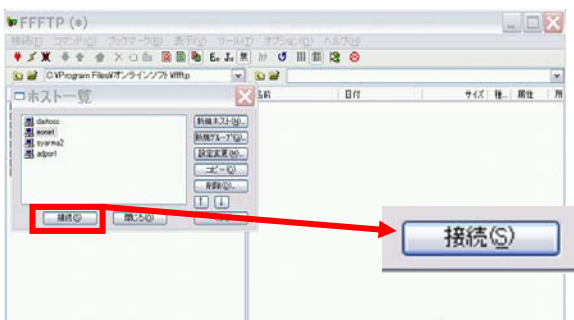 FFFTP (*)
接続(F) コマンド(C) ブックマーク(B) 表示(V) ツール(T) オプション(O) ヘルプ(H)
C:¥Program Files¥オンラインソフト¥ffftp
ホスト一覧
名前 日付 サイズ 種.. 属性 所
daitosc
eonet
syarma2
adport
新規ホスト(N)...
新規グループ(G)...
設定変更(M)...
コピー(C)
削除(D)...
↑ ↓
接続(S) 閉じる(O)
接続(S)